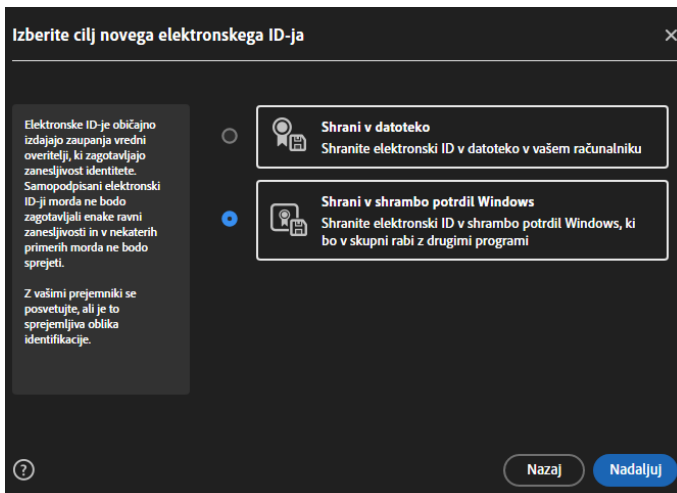 Izberite cilj novega elektronskega ID-ja
Elektronske ID-je običajno
izdajajo zaupanja vredni
overitelji, ki zagotavljajo
zanesljivost identitete.
Samopodpisani elektronski
ID-ji morda ne bodo
zagotavljali enake ravni
zanesljivosti in v nekaterih
primerih morda ne bodo
sprejeti.
Z vašimi prejemniki se
posvetujte, ali je to
sprejemljiva oblika
identifikacije.
Shrani v datoteko
Shranite elektronski ID v datoteko v vašem računalniku
Shrani v shrambo potrdil Windows
Shranite elektronski ID v shrambo potrdil Windows, ki
bo v skupni rabi z drugimi programi
Nazaj
Nadaljuj